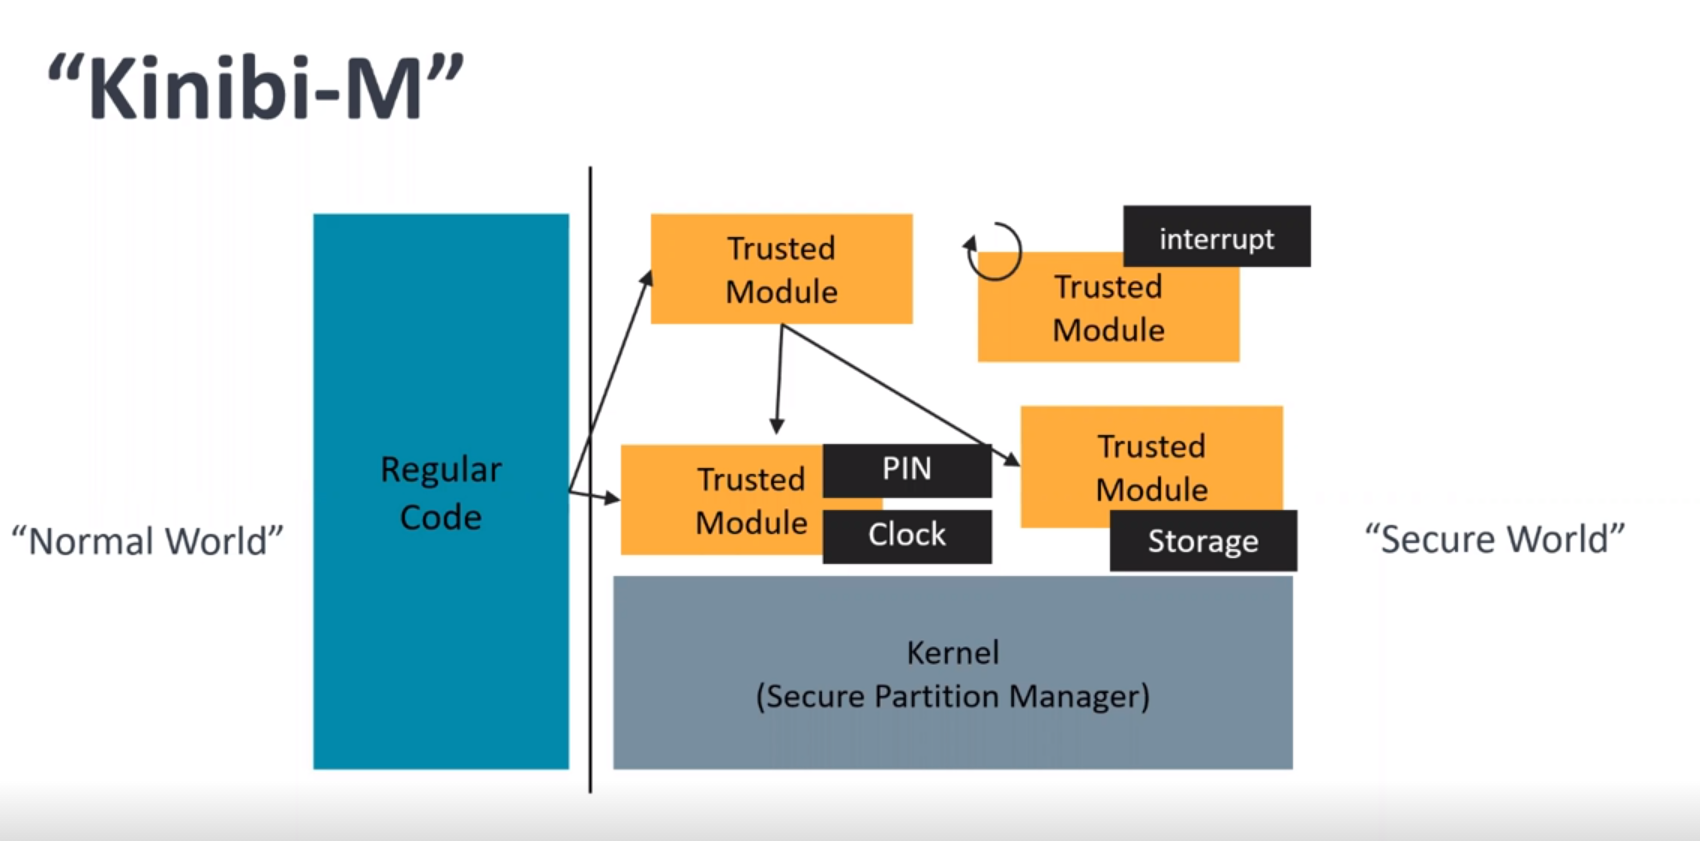 “Kinibi-M”
Trusted
Module
interrupt
Trusted
Module
Regular
Code
Trusted
Module
PIN
Clock
Trusted
Module
Storage
“Normal World”
“Secure World”
Kernel
(Secure Partition Manager)